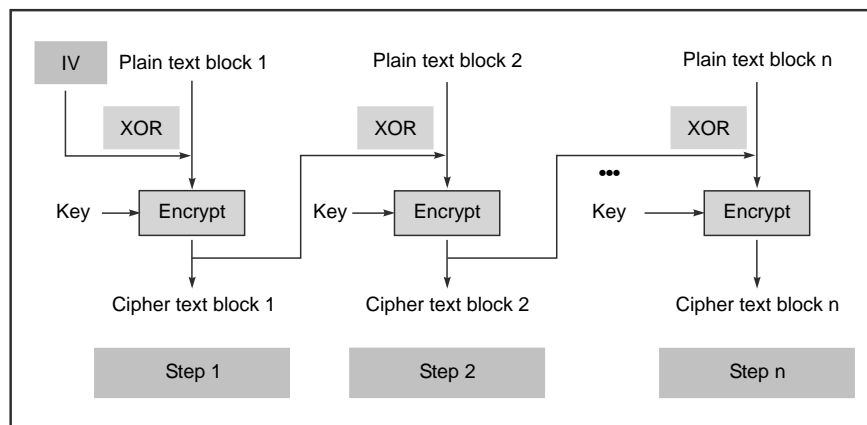 IV
Plain text block 1
Plain text block 2
Plain text block n
XOR
XOR
XOR
•••
Key
Encrypt
Key
Encrypt
Key
Encrypt
Cipher text block 1
Cipher text block 2
Cipher text block n
Step 1
Step 2
Step n